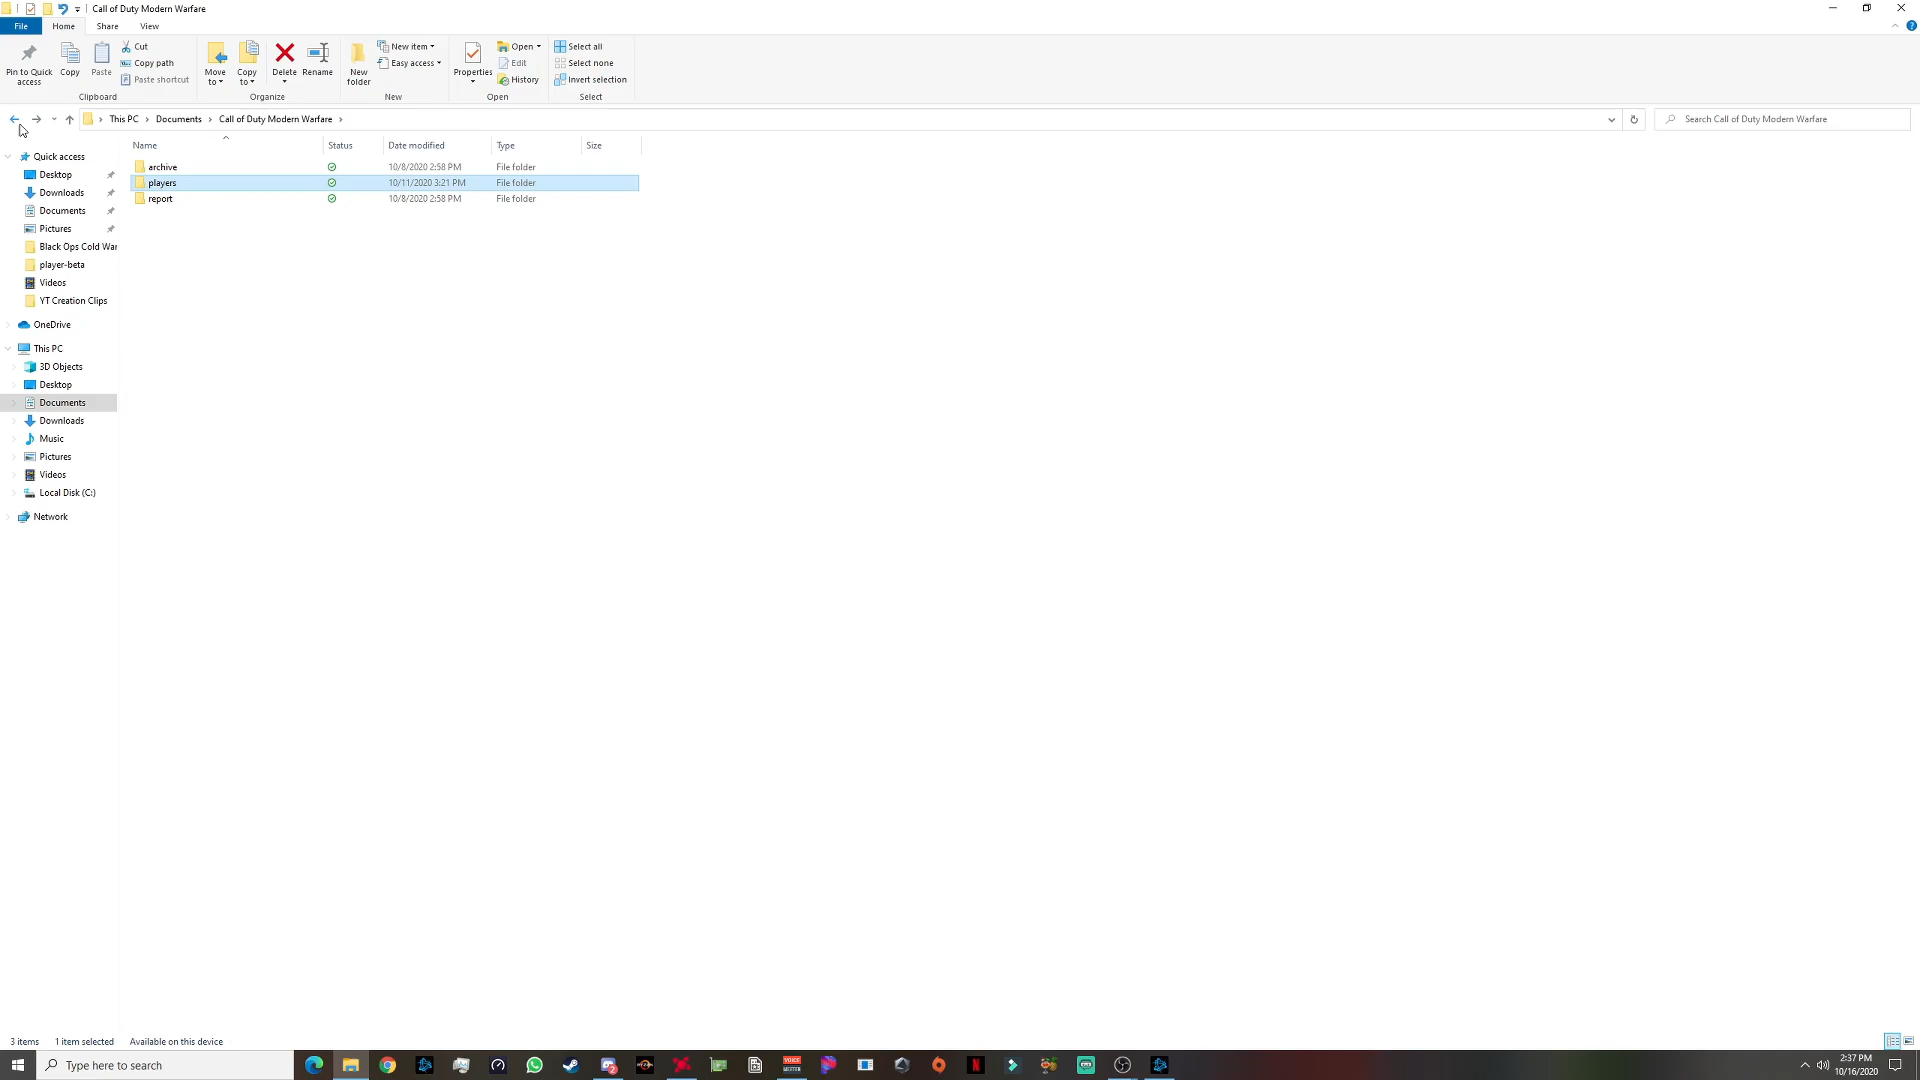 Call of Duty Modern Warfare
File Home Share View
Pin to Quick access
Copy
Paste
Cut
Copy path
Paste shortcut
Clipboard
Move to
Copy to
Delete
Rename
Organize
New folder
New item
Easy access
New
Properties
Open
Edit
History
Open
Select all
Select none
Invert selection
Select
This PC > Documents > Call of Duty Modern Warfare >
Search Call of Duty Modern Warfare
Name Status Date modified Type Size
archive 10/8/2020 2:58 PM File folder
players 10/11/2020 3:21 PM File folder
report 10/8/2020 2:58 PM File folder
Quick access
Desktop
Downloads
Documents
Pictures
Black Ops Cold War
player-beta
Videos
YT Creation Clips
OneDrive
This PC
3D Objects
Desktop
Documents
Downloads
Music
Pictures
Videos
Local Disk (C:)
Network
3 items 1 item selected Available on this device
Type here to search
VOICE
MEETER
2
2:37 PM
10/16/2020